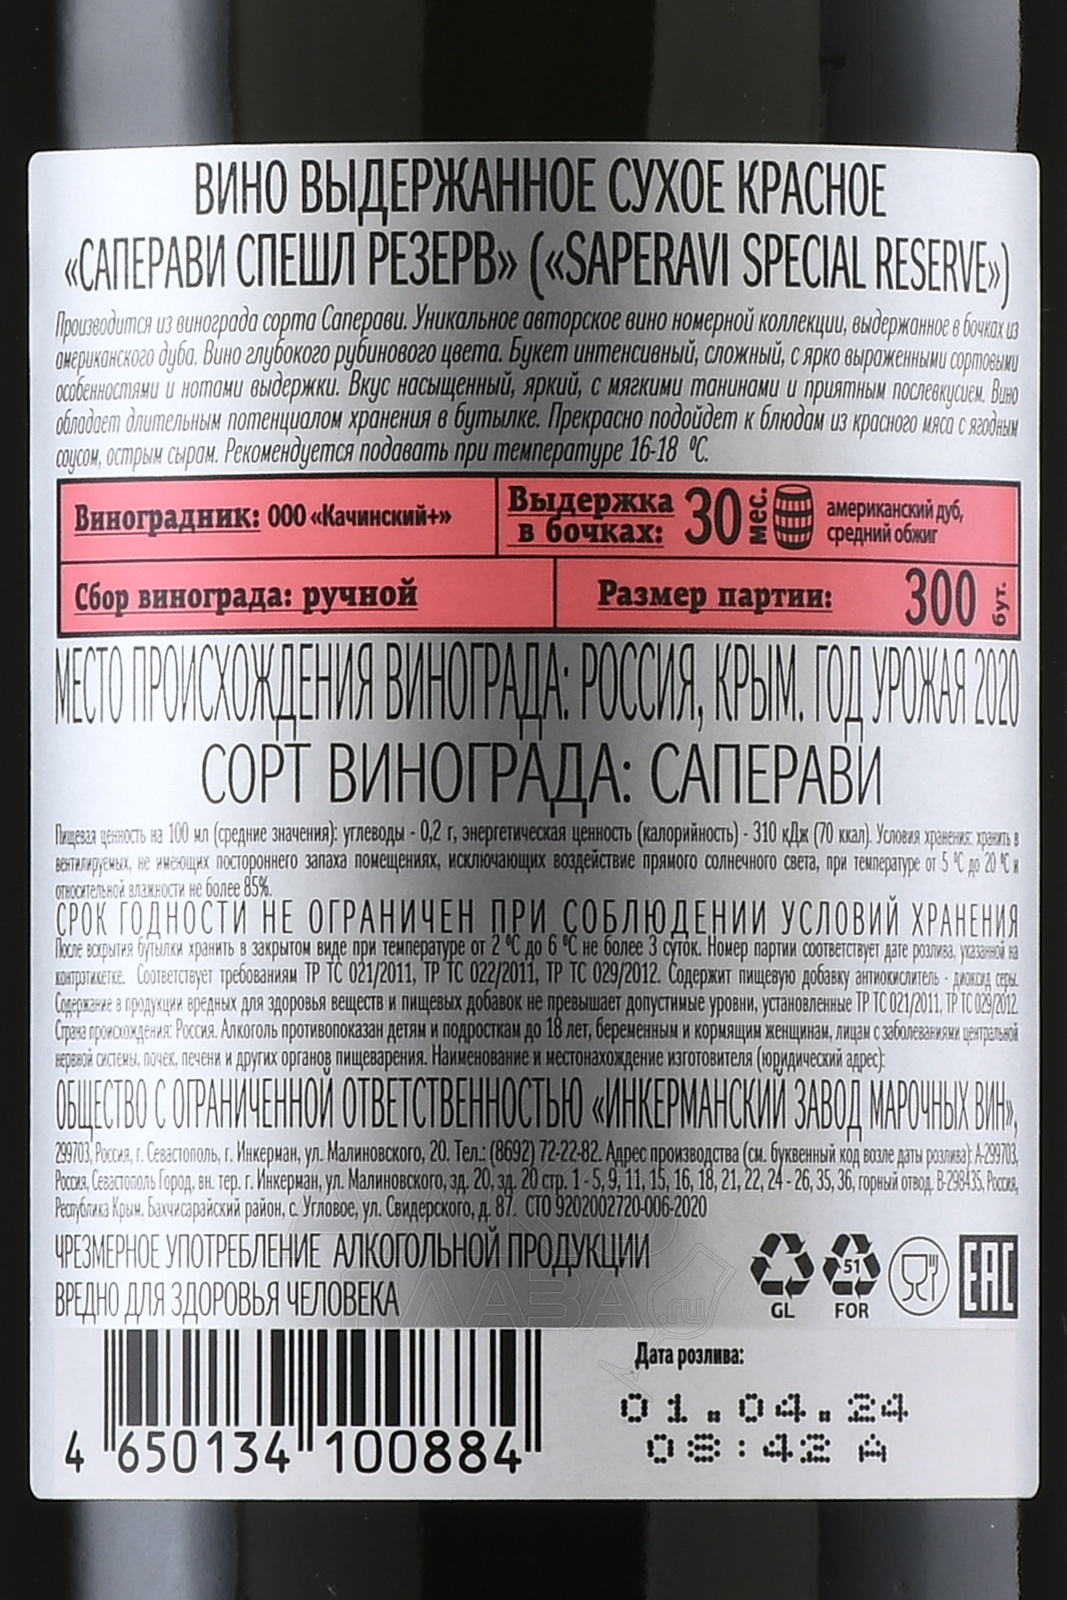 ВИНО ВЫДЕРЖАННОЕ СУХОЕ КРАСНОЕ
«САПЕРАВИ СПЕШЛ РЕЗЕРВ» («SAPERAVI SPECIAL RESERVE»)
Производится из винограда сорта Саперави. Уникальное авторское вино номерной коллекции, выдержанное в бочках из
американского дуба. Вино глубокого рубинового цвета. Букет интенсивный, сложный, с ярко выраженными сортовыми
особенностями и нотами выдержки. Вкус насыщенный, яркий, с мягкими танинами и приятным послевкусием. Вино
обладает длительным потенциалом хранения в бутылке. Прекрасно подойдет к блюдам из красного мяса с ягодным
соусом, острым сырам. Рекомендуется подавать при температуре 16-18 °C.
Виноградник: ООО «Качинский+»
Выдержка
в бочках: 30 мес.
американский дуб,
средний обжиг
Сбор винограда: ручной
Размер партии: 300 бут.
МЕСТО ПРОИСХОЖДЕНИЯ ВИНОГРАДА: РОССИЯ, КРЫМ. ГОД УРОЖАЯ 2020
СОРТ ВИНОГРАДА: САПЕРАВИ
Пищевая ценность на 100 мл (средние значения): углеводы - 0,2 г, энергетическая ценность (калорийность) - 310 кДж (70 ккал). Условия хранения: хранить в
вентилируемых, не имеющих постороннего запаха помещениях, исключающих воздействие прямого солнечного света, при температуре от 5 °C до 20 °C и
относительной влажности не более 85%.
СРОК ГОДНОСТИ НЕ ОГРАНИЧЕН ПРИ СОБЛЮДЕНИИ УСЛОВИЙ ХРАНЕНИЯ
После вскрытия бутылки хранить в закрытом виде при температуре от 2 °C до 6 °C не более 3 суток. Номер партии соответствует дате розлива, указанной на
контрэтикетке. Соответствует требованиям ТР ТС 021/2011, ТР ТС 022/2011, ТР ТС 029/2012. Содержит пищевую добавку антиокислитель - диоксид серы.
Содержание в продукции вредных для здоровья веществ и пищевых добавок не превышает допустимые уровни, установленные ТР ТС 021/2011, ТР ТС 029/2012.
Страна происхождения: Россия. Алкоголь противопоказан детям и подросткам до 18 лет, беременным и кормящим женщинам, лицам с заболеваниями центральной
нервной системы, почек, печени и других органов пищеварения. Наименование и местонахождение изготовителя (юридический адрес):
ОБЩЕСТВО С ОГРАНИЧЕННОЙ ОТВЕТСТВЕННОСТЬЮ «ИНКЕРМАНСКИЙ ЗАВОД МАРОЧНЫХ ВИН»,
299703, Россия, г. Севастополь, г. Инкерман, ул. Малиновского, 20. Тел.: (8692) 72-22-82. Адрес производства (см. буквенный код возле даты розлива): А-299703,
Россия, Севастополь Город, вн. тер. г. Инкерман, ул. Малиновского, зд. 20, зд. 20 стр. 1 - 5, 9, 11, 15, 16, 18, 21, 22, 24 - 26, 35, 36, горный отвод. В-298435, Россия,
Республика Крым, Бахчисарайский район, с. Угловое, ул. Свидерского, д. 87. СТО 9202002720-006-2020
ЧРЕЗМЕРНОЕ УПОТРЕБЛЕНИЕ АЛКОГОЛЬНОЙ ПРОДУКЦИИ
ВРЕДНО ДЛЯ ЗДОРОВЬЯ ЧЕЛОВЕКА
GL
51
FOR
EAC
АЛКО
ПЛАЗА.ru
Дата розлива:
01.04.24
08:42 А
4 650134 100884